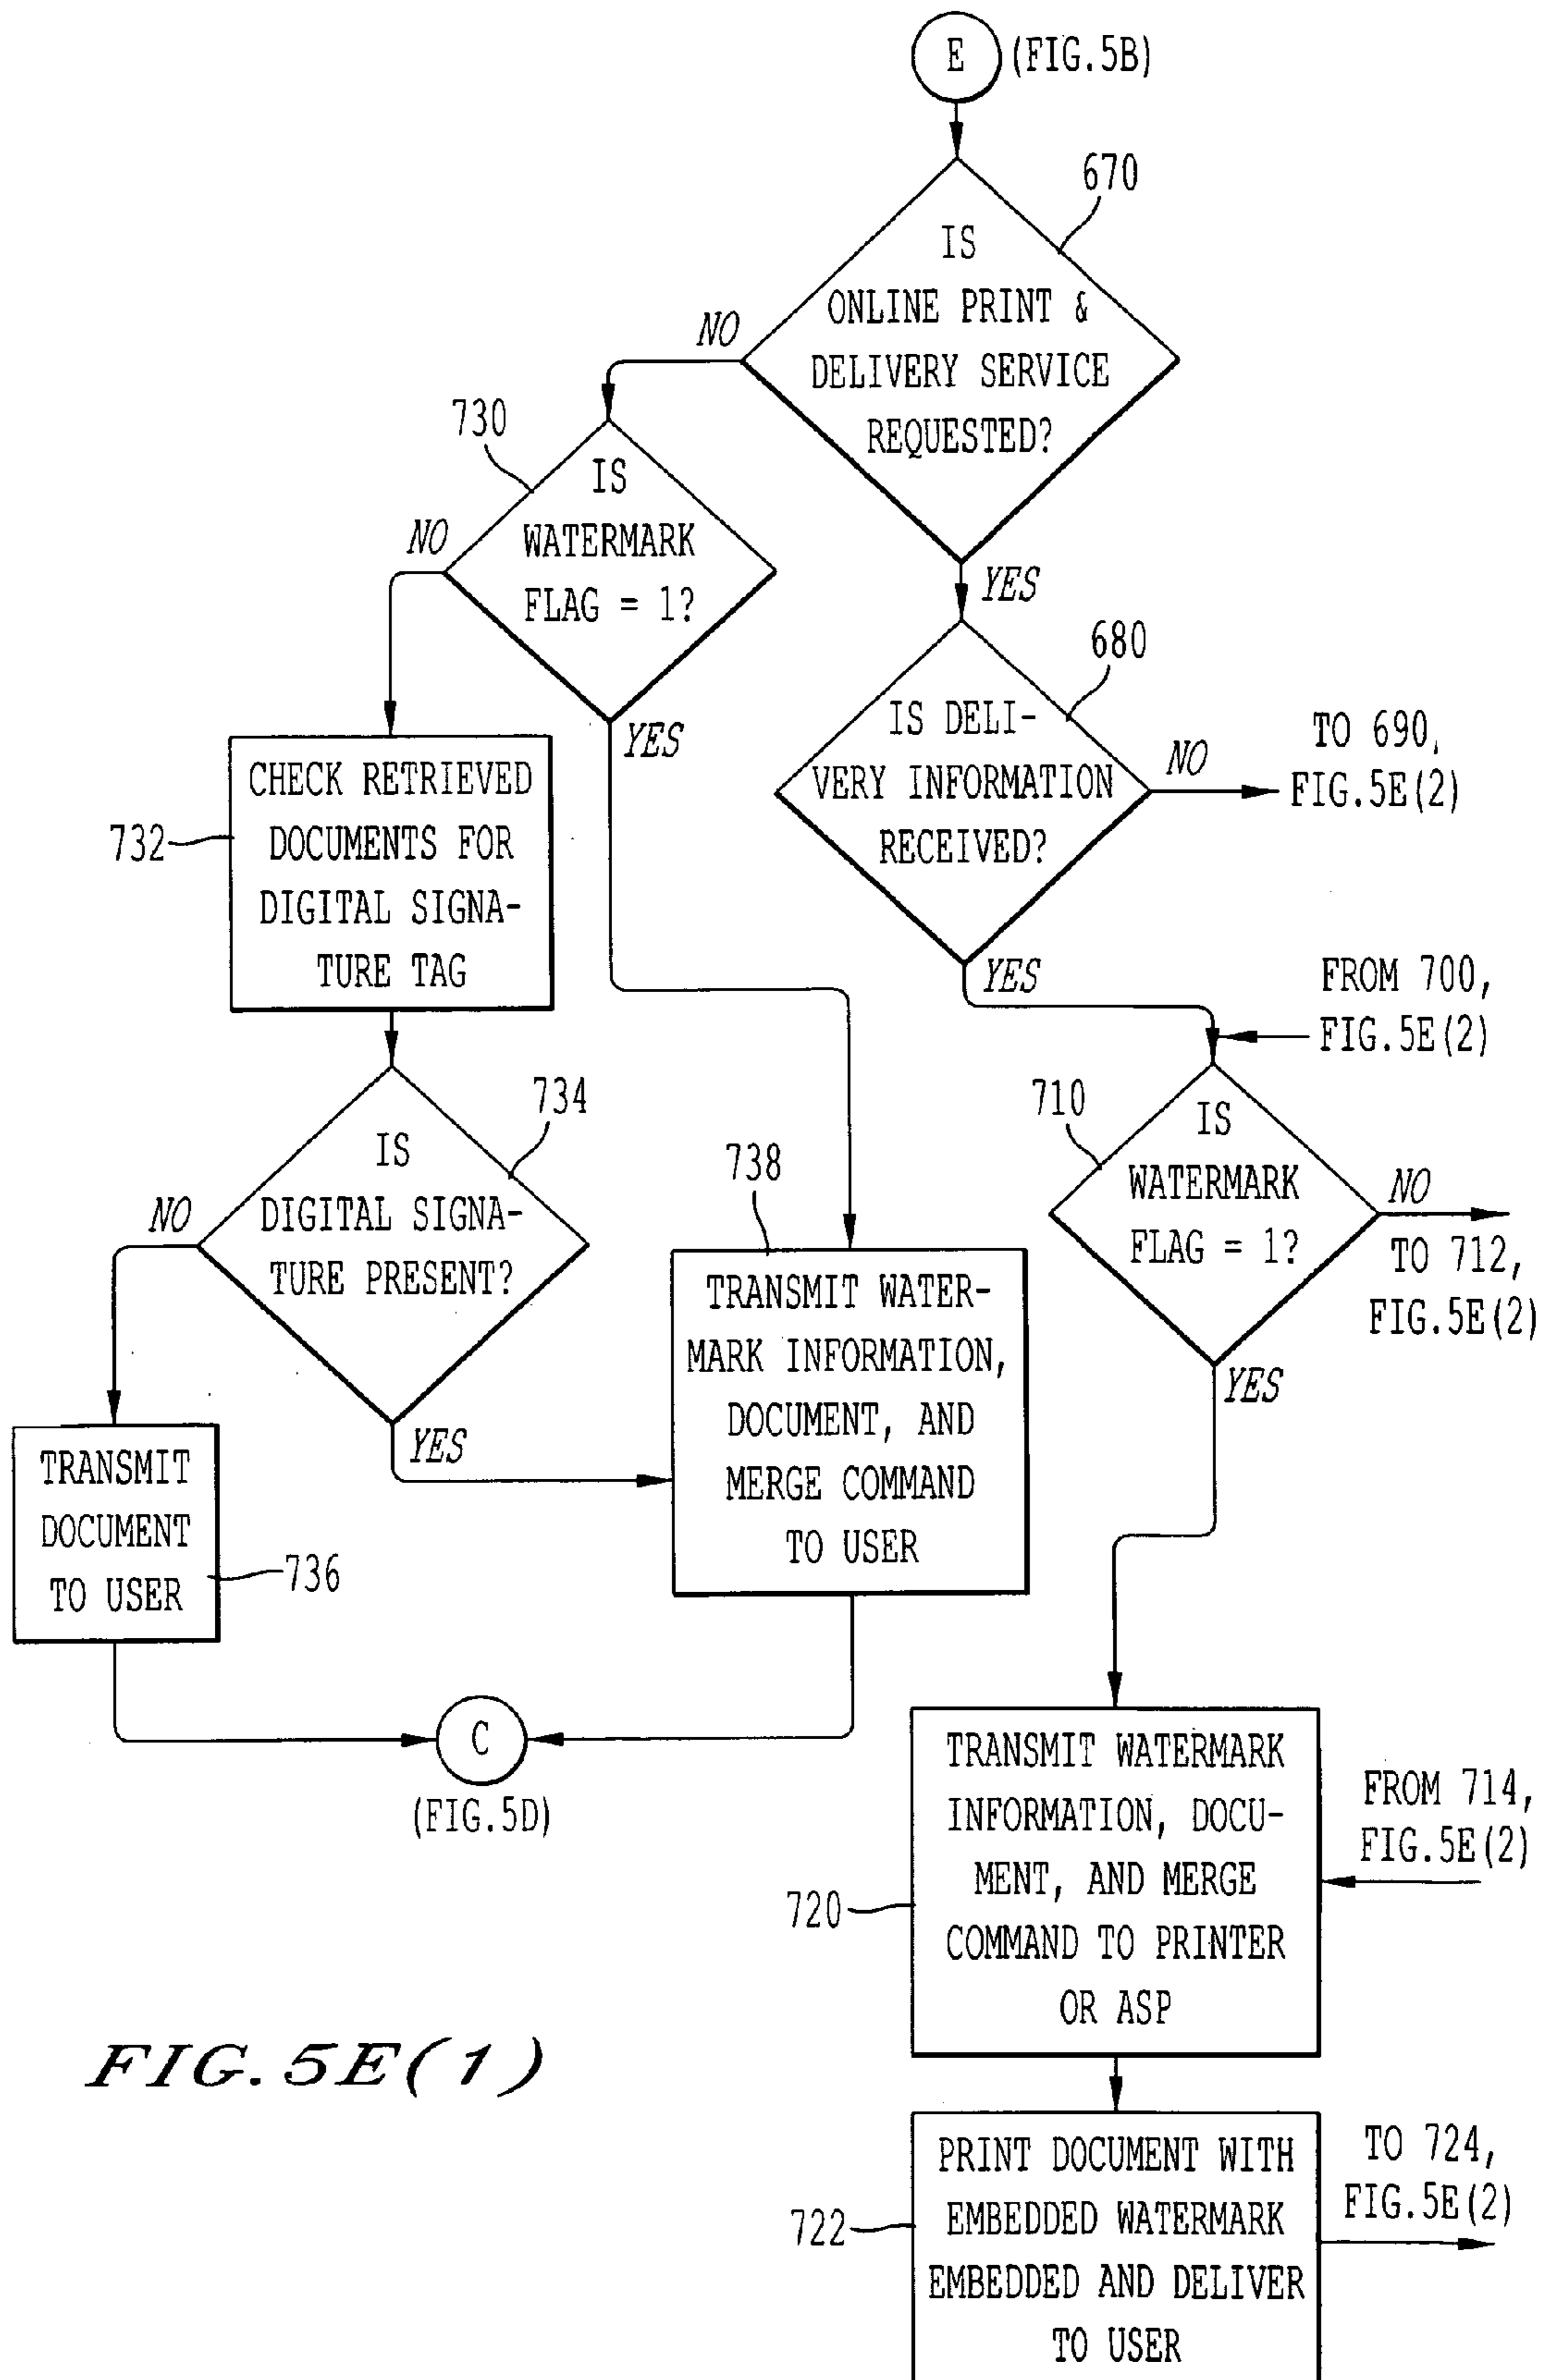 E (FIG.5B)
670
IS
ONLINE PRINT &
DELIVERY SERVICE
REQUESTED?
NO
YES
730
IS
WATERMARK
FLAG = 1?
NO
YES
680
IS DELI-
VERY INFORMATION
RECEIVED?
NO
TO 690,
FIG.5E(2)
YES
732
CHECK RETRIEVED
DOCUMENTS FOR
DIGITAL SIGNA-
TURE TAG
FROM 700,
FIG.5E(2)
734
IS
DIGITAL SIGNA-
TURE PRESENT?
NO
YES
710
IS
WATERMARK
FLAG = 1?
NO
TO 712,
FIG.5E(2)
YES
738
TRANSMIT WATER-
MARK INFORMATION,
DOCUMENT, AND
MERGE COMMAND
TO USER
TRANSMIT
DOCUMENT
TO USER
736
C
(FIG.5D)
TRANSMIT WATERMARK
INFORMATION, DOCU-
MENT, AND MERGE
COMMAND TO PRINTER
OR ASP
720
FROM 714,
FIG.5E(2)
FIG.5E(1)
PRINT DOCUMENT WITH
EMBEDDED WATERMARK
EMBEDDED AND DELIVER
TO USER
722
TO 724,
FIG.5E(2)